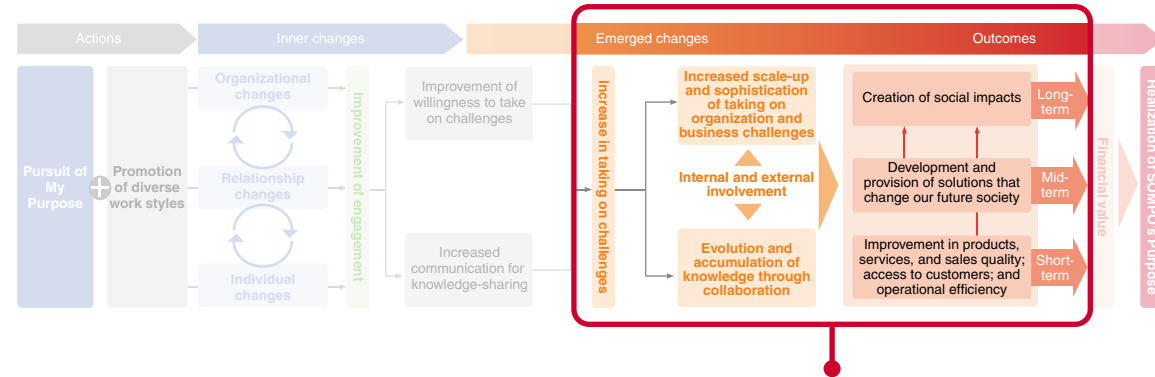 Actions
Inner changes
Emerged changes
Outcomes
Pursuit of
My
Purpose
Promotion
of diverse
work styles
Organizational
changes
Relationship
changes
Individual
changes
Improvement of engagement
Improvement of
willingness to take
on challenges
Increased
communication for
knowledge-sharing
Increase in taking on challenges
Increased scale-up
and sophistication
of taking on
organization and
business challenges
Internal and external
involvement
Evolution and
accumulation of
knowledge through
collaboration
Creation of social impacts
Development and
provision of solutions that
change our future society
Improvement in products,
services, and sales quality;
access to customers; and
operational efficiency
Long-
term
Mid-
term
Short-
term
Financial value
Realization of SOMPO's Purpose